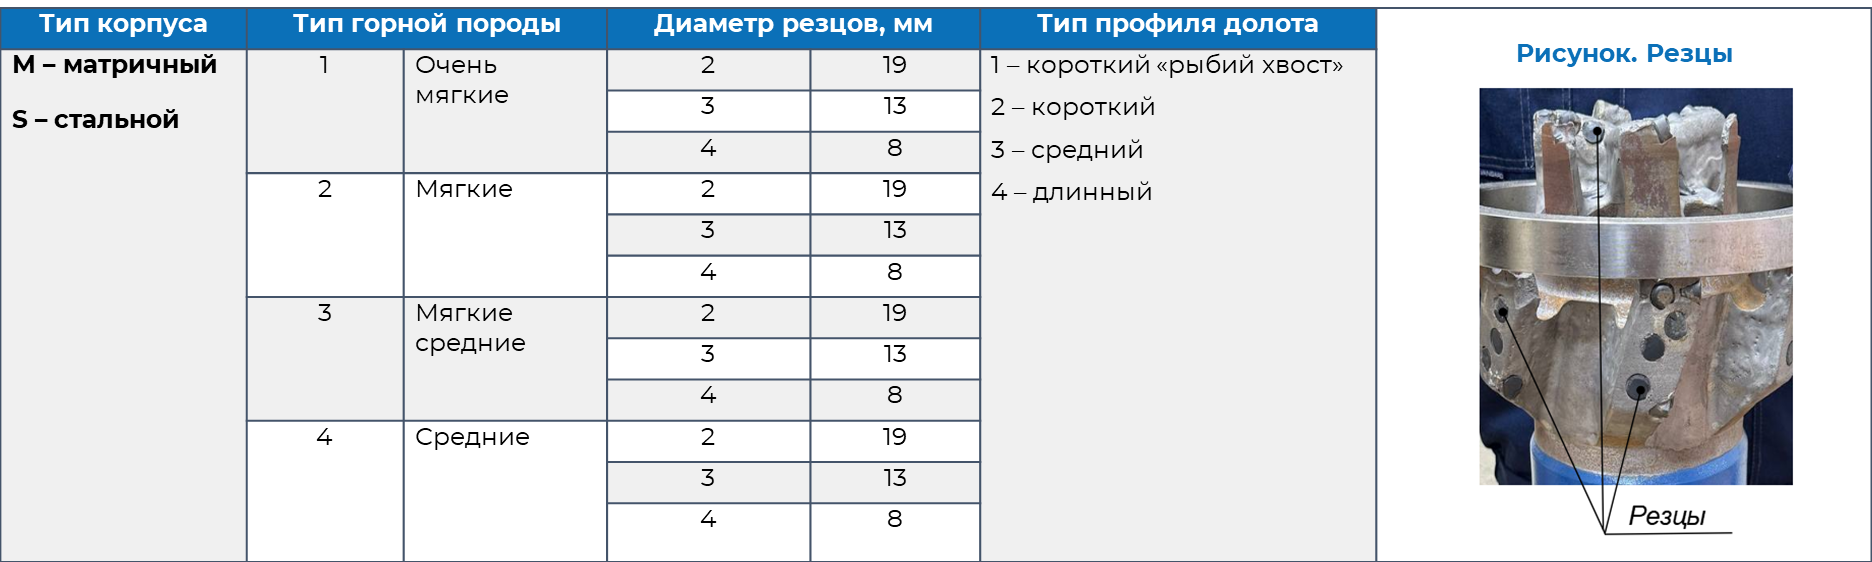 Тип корпуса Тип горной породы Диаметр резцов, мм Тип профиля долота
М – матричный
S – стальной
1 Очень
мягкие
2 19
3 13
4 8
2 Мягкие
2 19
3 13
4 8
3 Мягкие
средние
2 19
3 13
4 8
4 Средние
2 19
3 13
4 8
1 – короткий «рыбий хвост»
2 – короткий
3 – средний
4 – длинный
Рисунок. Резцы
Резцы